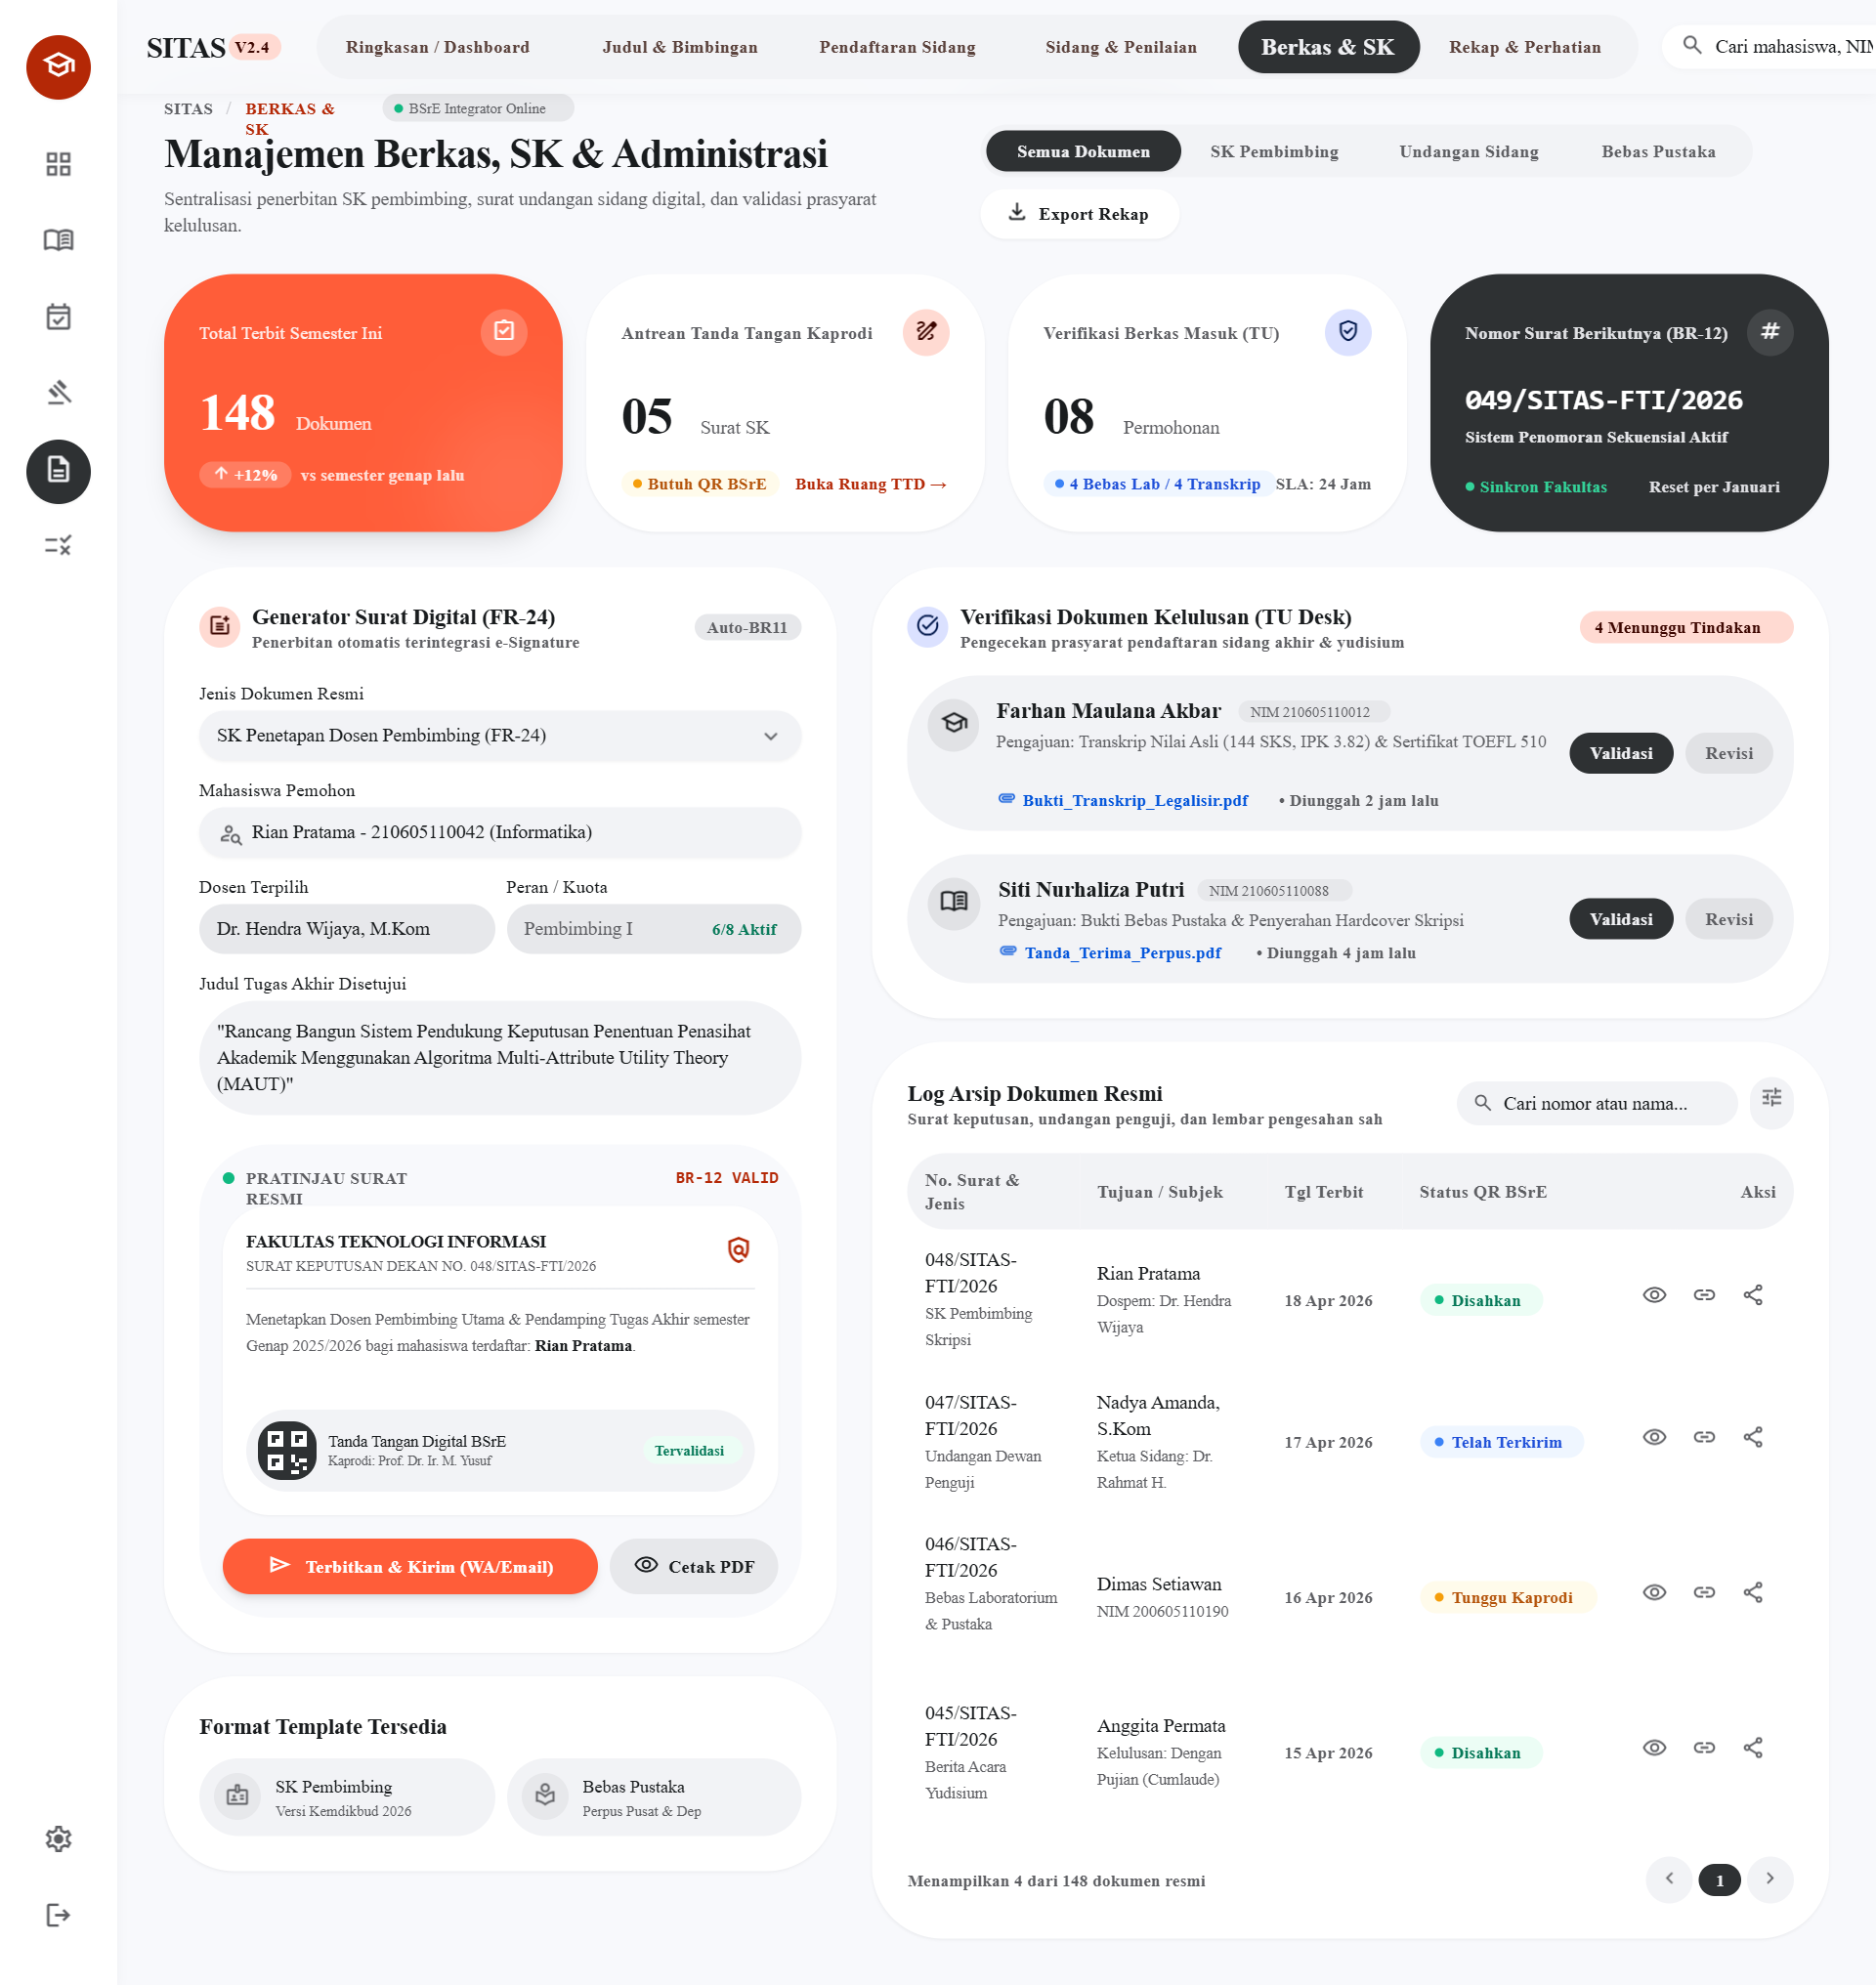 SITAS V2.4
Ringkasan / Dashboard
Judul & Bimbingan
Pendaftaran Sidang
Sidang & Penilaian
Berkas & SK
Rekap & Perhatian
Cari mahasiswa, NIM
SITAS / BERKAS &
SK
BSrE Integrator Online
Manajemen Berkas, SK & Administrasi
Sentralisasi penerbitan SK pembimbing, surat undangan sidang digital, dan validasi prasyarat
kelulusan.
Semua Dokumen
SK Pembimbing
Undangan Sidang
Bebas Pustaka
Export Rekap
Total Terbit Semester Ini
148 Dokumen
+12% vs semester genap lalu
Antrean Tanda Tangan Kaprodi
05 Surat SK
Butuh QR BSrE
Buka Ruang TTD →
Verifikasi Berkas Masuk (TU)
08 Permohonan
4 Bebas Lab / 4 Transkrip
SLA: 24 Jam
Nomor Surat Berikutnya (BR-12)
#
049/SITAS-FTI/2026
Sistem Penomoran Sekuensial Aktif
Sinkron Fakultas
Reset per Januari
Generator Surat Digital (FR-24)
Penerbitan otomatis terintegrasi e-Signature
Auto-BR11
Jenis Dokumen Resmi
SK Penetapan Dosen Pembimbing (FR-24)
Mahasiswa Pemohon
Rian Pratama - 210605110042 (Informatika)
Dosen Terpilih
Dr. Hendra Wijaya, M.Kom
Peran / Kuota
Pembimbing I
6/8 Aktif
Judul Tugas Akhir Disetujui
"Rancang Bangun Sistem Pendukung Keputusan Penentuan Penasihat
Akademik Menggunakan Algoritma Multi-Attribute Utility Theory
(MAUT)"
PRATINJAU SURAT
RESMI
BR-12 VALID
FAKULTAS TEKNOLOGI INFORMASI
SURAT KEPUTUSAN DEKAN NO. 048/SITAS-FTI/2026
Menetapkan Dosen Pembimbing Utama & Pendamping Tugas Akhir semester
Genap 2025/2026 bagi mahasiswa terdaftar: Rian Pratama.
Tanda Tangan Digital BSrE
Kaprodi: Prof. Dr. Ir. M. Yusuf
Tervalidasi
Terbitkan & Kirim (WA/Email)
Cetak PDF
Format Template Tersedia
SK Pembimbing
Versi Kemdikbud 2026
Bebas Pustaka
Perpus Pusat & Dep
Verifikasi Dokumen Kelulusan (TU Desk)
Pengecekan prasyarat pendaftaran sidang akhir & yudisium
4 Menunggu Tindakan
Farhan Maulana Akbar
NIM 210605110012
Pengajuan: Transkrip Nilai Asli (144 SKS, IPK 3.82) & Sertifikat TOEFL 510
Bukti_Transkrip_Legalisir.pdf
• Diunggah 2 jam lalu
Validasi
Revisi
Siti Nurhaliza Putri
NIM 210605110088
Pengajuan: Bukti Bebas Pustaka & Penyerahan Hardcover Skripsi
Tanda_Terima_Perpus.pdf
• Diunggah 4 jam lalu
Validasi
Revisi
Log Arsip Dokumen Resmi
Surat keputusan, undangan penguji, dan lembar pengesahan sah
Cari nomor atau nama...
No. Surat &
Jenis
Tujuan / Subjek
Tgl Terbit
Status QR BSrE
Aksi
048/SITAS-
FTI/2026
SK Pembimbing
Skripsi
Rian Pratama
Dospem: Dr. Hendra
Wijaya
18 Apr 2026
Disahkan
047/SITAS-
FTI/2026
Undangan Dewan
Penguji
Nadya Amanda,
S.Kom
Ketua Sidang: Dr.
Rahmat H.
17 Apr 2026
Telah Terkirim
046/SITAS-
FTI/2026
Bebas Laboratorium
& Pustaka
Dimas Setiawan
NIM 200605110190
16 Apr 2026
Tunggu Kaprodi
045/SITAS-
FTI/2026
Berita Acara
Yudisium
Anggita Permata
Kelulusan: Dengan
Pujian (Cumlaude)
15 Apr 2026
Disahkan
Menampilkan 4 dari 148 dokumen resmi
1